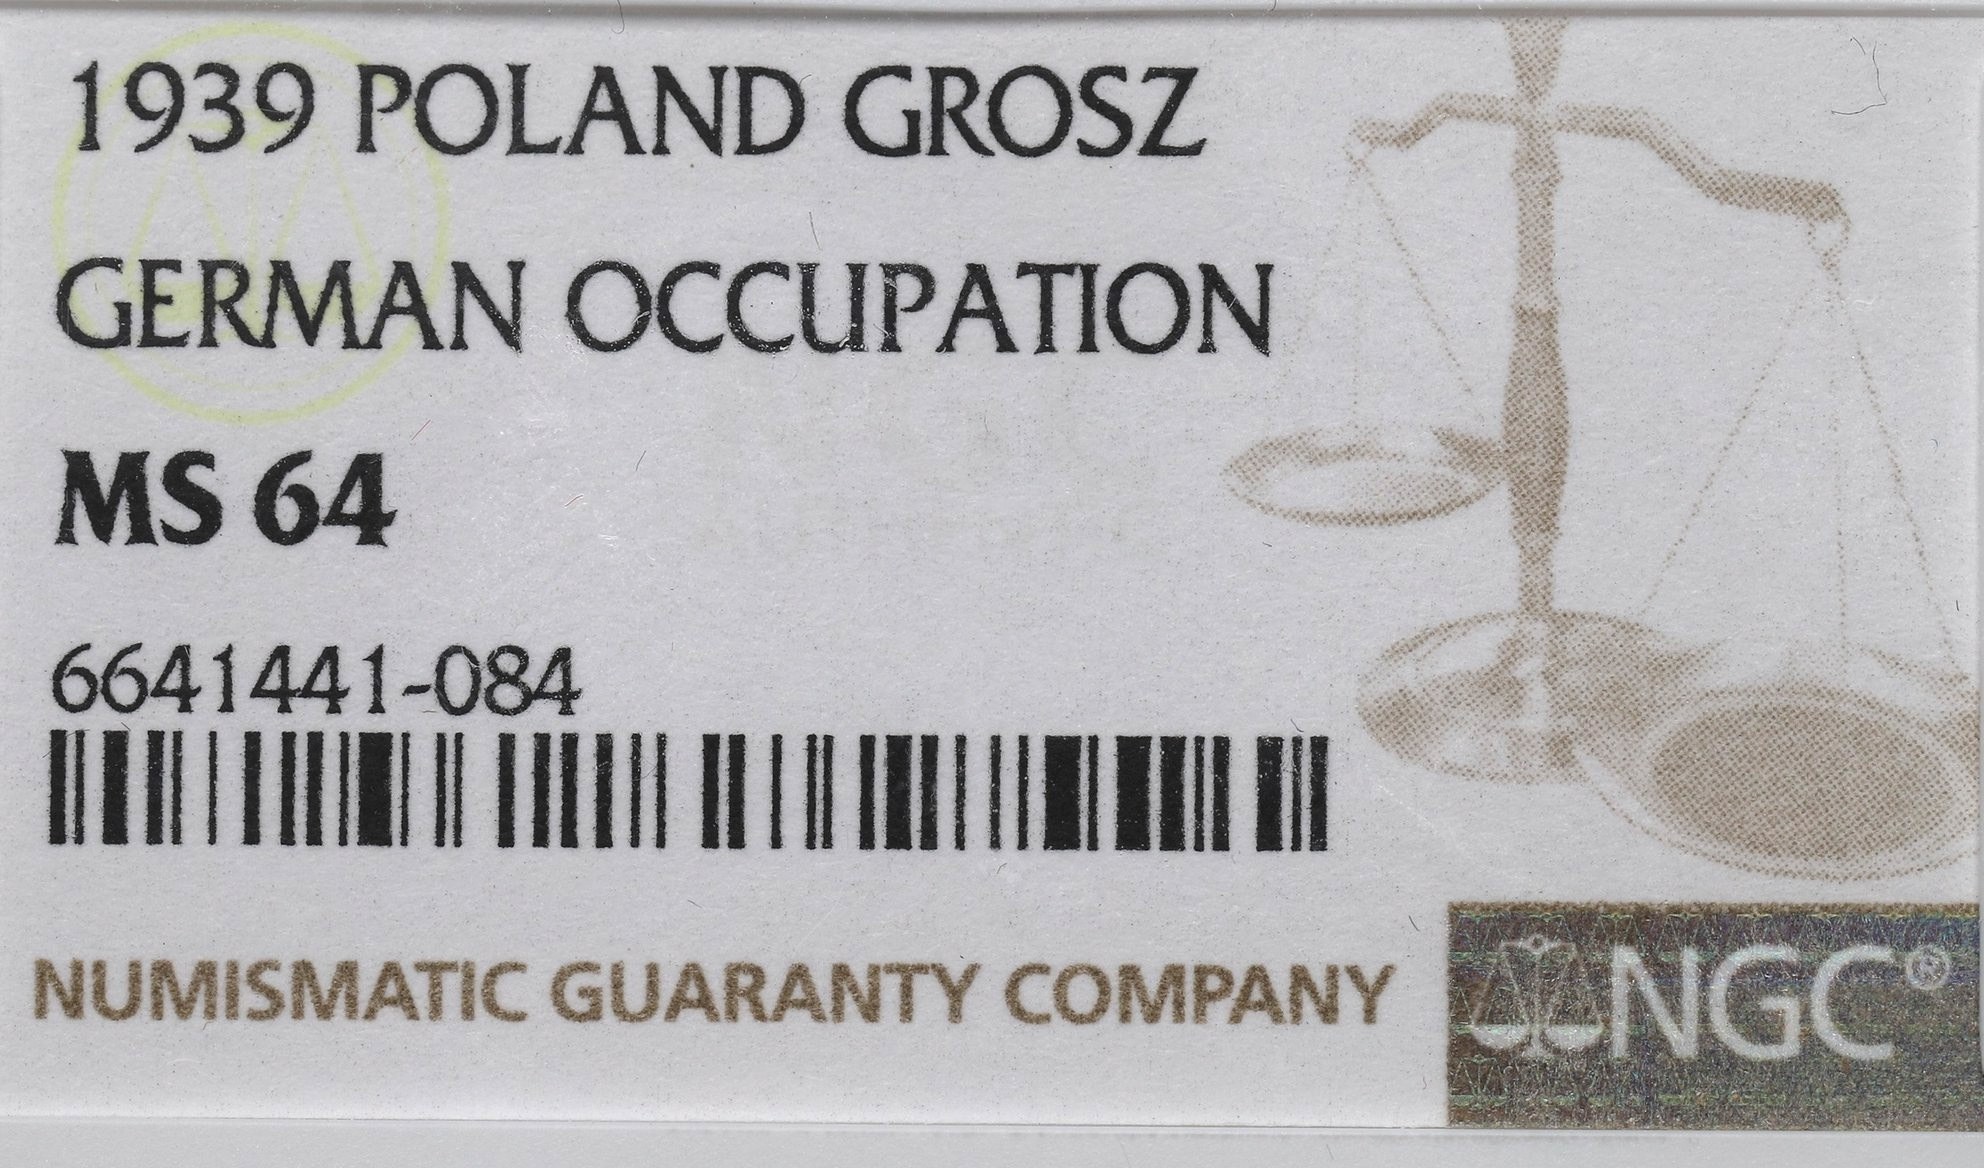 1939 POLAND GROSZ
GERMAN OCCUPATION
MS 64
6641441-084
NUMISMATIC GUARANTY COMPANY
NGC®